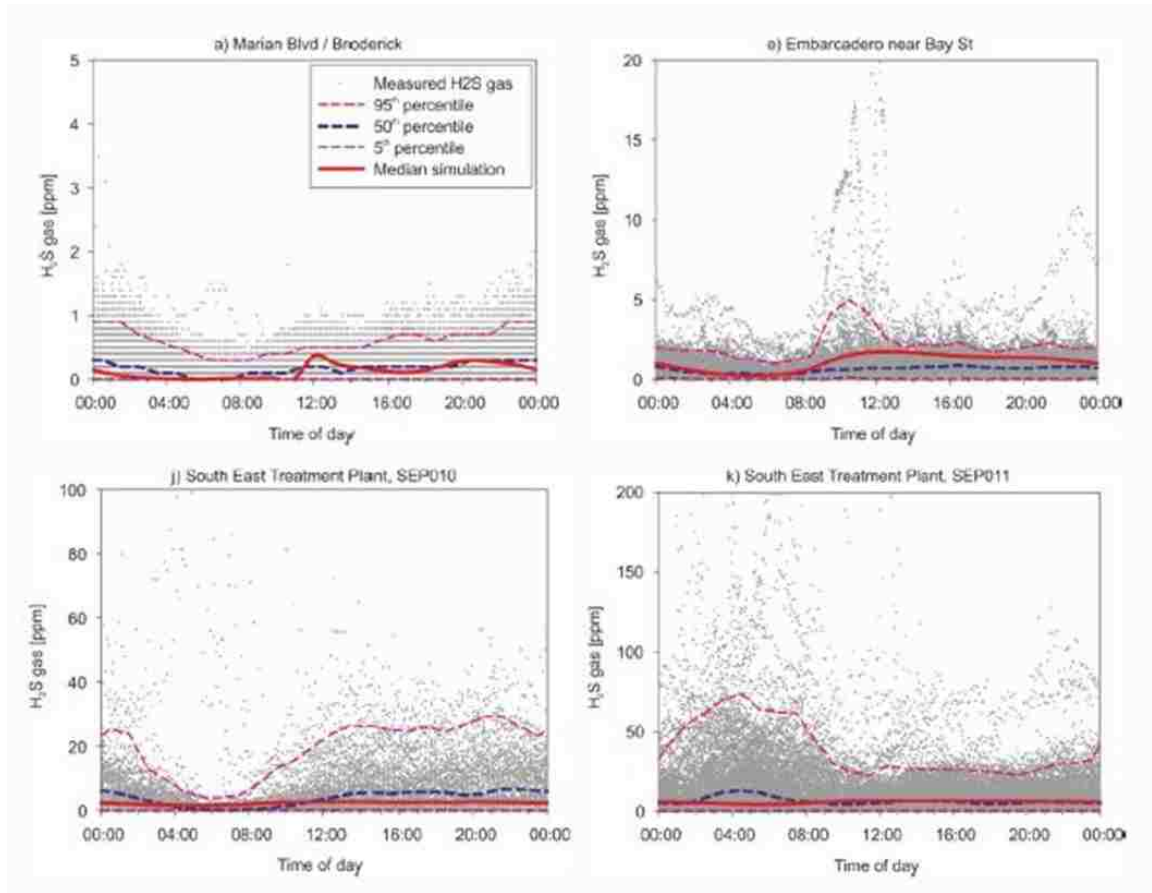 a) Marian Blvd / Broderick
5
4
3
2
1
0
H2S gas [ppm]
Measured H2S gas
95th percentile
50th percentile
5th percentile
Median simulation
00:00 04:00 08:00 12:00 16:00 20:00 00:00
Time of day
e) Embarcadero near Bay St
20
15
10
5
0
H2S gas [ppm]
00:00 04:00 08:00 12:00 16:00 20:00 00:00
Time of day
j) South East Treatment Plant, SEP010
100
80
60
40
20
0
H2S gas [ppm]
00:00 04:00 08:00 12:00 16:00 20:00 00:00
Time of day
k) South East Treatment Plant, SEP011
200
150
100
50
0
H2S gas [ppm]
00:00 04:00 08:00 12:00 16:00 20:00 00:00
Time of day